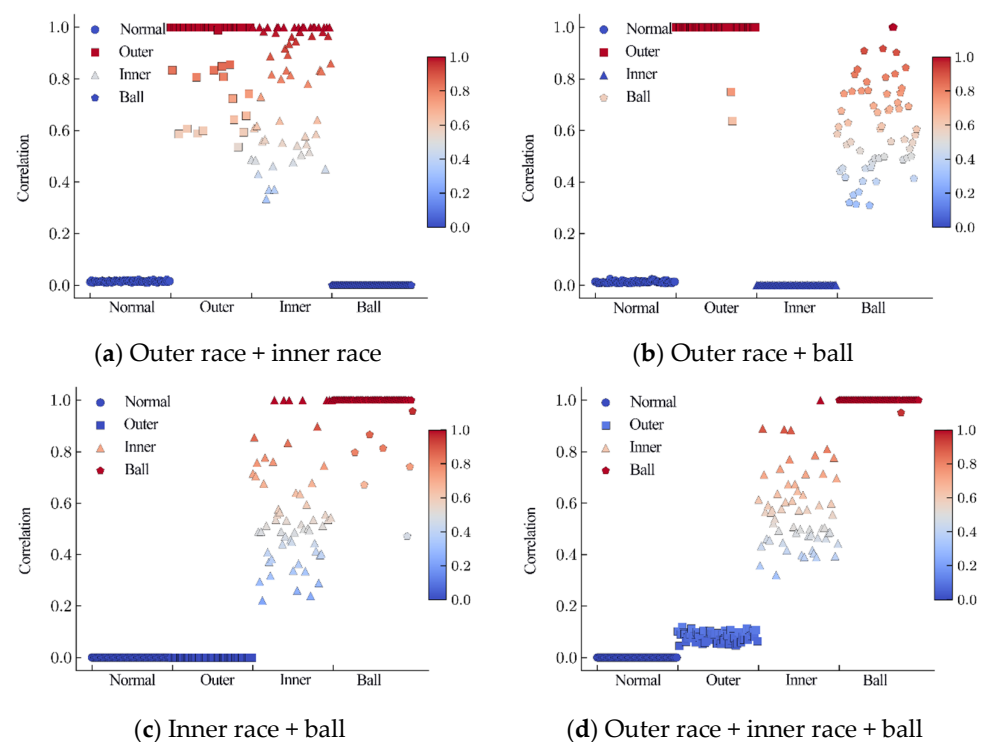 1.0
0.8
0.6
0.4
0.2
0.0
Correlation
Normal
Outer
Inner
Ball
1.0
0.8
0.6
0.4
0.2
0.0
Normal Outer Inner Ball
(a) Outer race + inner race
1.0
0.8
0.6
0.4
0.2
0.0
Correlation
Normal
Outer
Inner
Ball
1.0
0.8
0.6
0.4
0.2
0.0
Normal Outer Inner Ball
(b) Outer race + ball
1.0
0.8
0.6
0.4
0.2
0.0
Correlation
Normal
Outer
Inner
Ball
1.0
0.8
0.6
0.4
0.2
0.0
Normal Outer Inner Ball
(c) Inner race + ball
1.0
0.8
0.6
0.4
0.2
0.0
Correlation
Normal
Outer
Inner
Ball
1.0
0.8
0.6
0.4
0.2
0.0
Normal Outer Inner Ball
(d) Outer race + inner race + ball